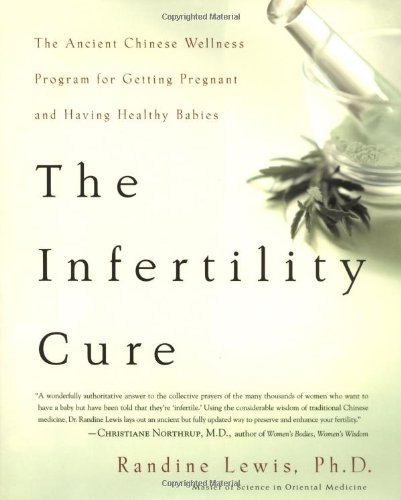 Copyrighted Material
The Ancient Chinese Wellness
Program for Getting Pregnant
and Having Healthy Babies
The
Infertility
Cure
"A wonderfully authoritative answer to the collective prayers of the many thousands of women who want to
have a baby but have been told that they're 'infertile.' Using the considerable wisdom of traditional Chinese
medicine, Dr. Randine Lewis lays out an ancient but fully updated way to preserve and enhance your fertility."
—CHRISTIANE NORTHRUP, M.D., author of Women's Bodies, Women's Wisdom
Randine Lewis, Ph.D.
Master of Science in Oriental Medicine
Copyrighted Material